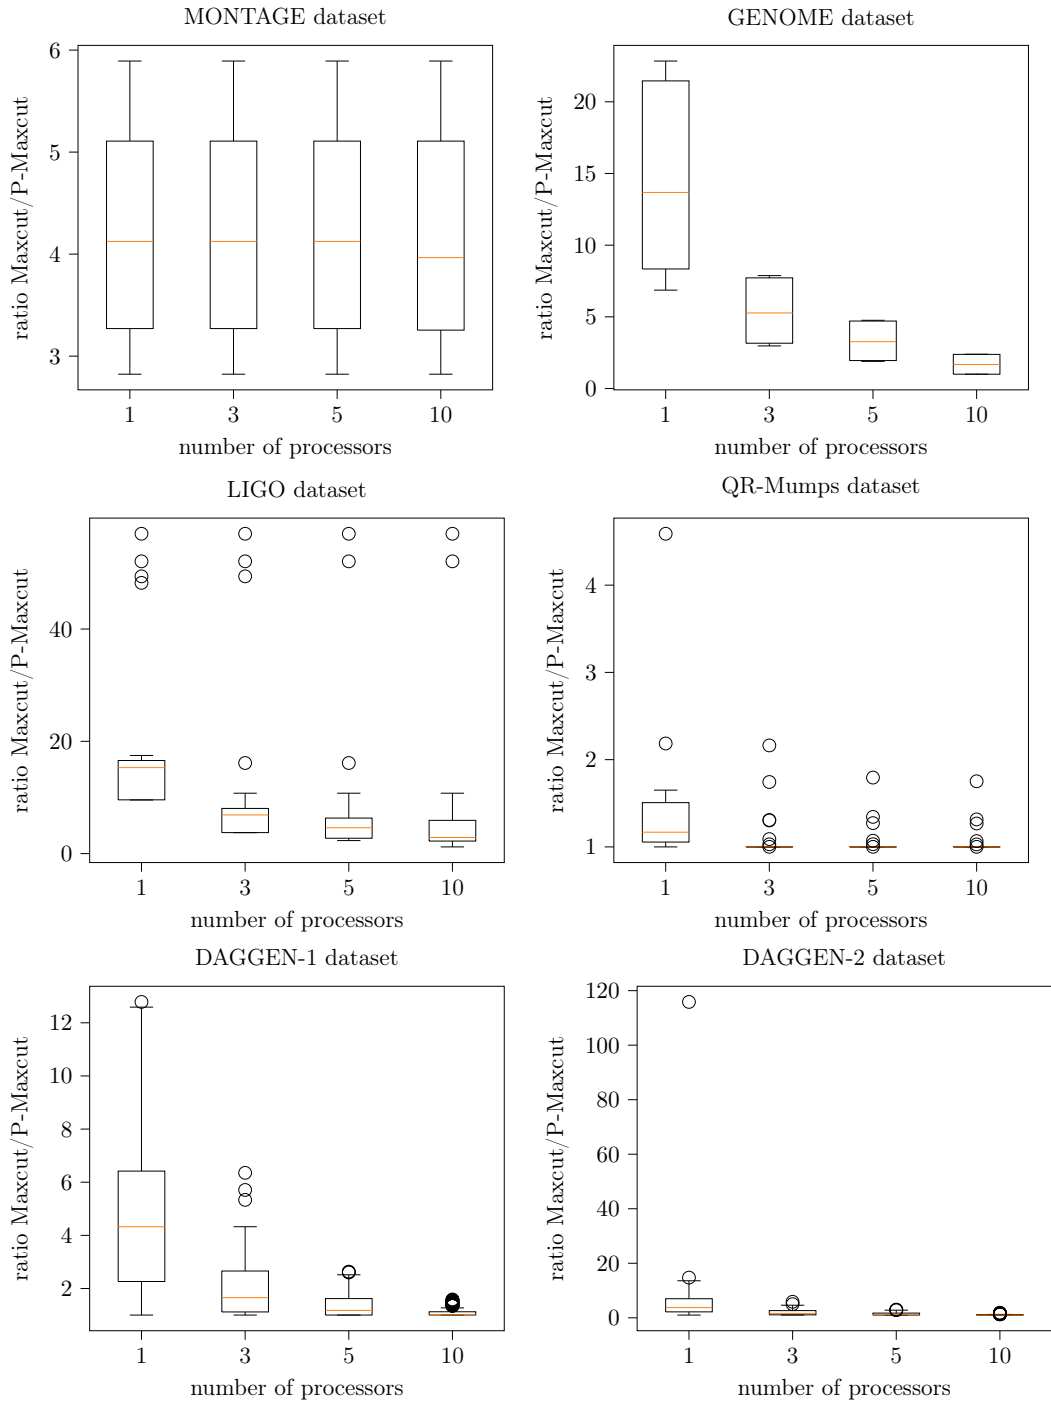 MONTAGE dataset
ratio Maxcut/P-Maxcut
6
5
4
3
1 3 5 10
number of processors
GENOME dataset
ratio Maxcut/P-Maxcut
20
15
10
5
0
1 3 5 10
number of processors
LIGO dataset
ratio Maxcut/P-Maxcut
40
20
0
1 3 5 10
number of processors
QR-Mumps dataset
ratio Maxcut/P-Maxcut
4
3
2
1
1 3 5 10
number of processors
DAGGEN-1 dataset
ratio Maxcut/P-Maxcut
12
10
8
6
4
2
1 3 5 10
number of processors
DAGGEN-2 dataset
ratio Maxcut/P-Maxcut
120
100
80
60
40
20
0
1 3 5 10
number of processors